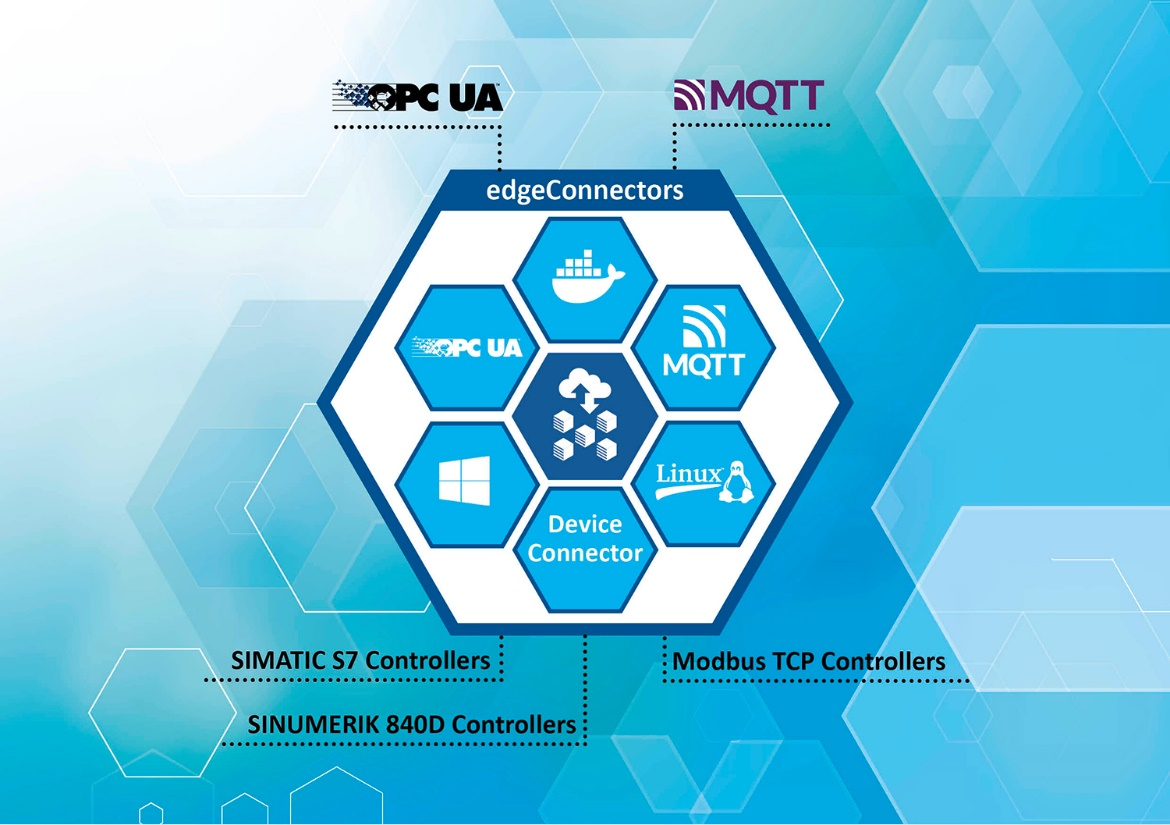 OPC UA
MQTT
edgeConnectors
OPC UA
MQTT
Linux
Device
Connector
SIMATIC S7 Controllers
Modbus TCP Controllers
SINUMERIK 840D Controllers